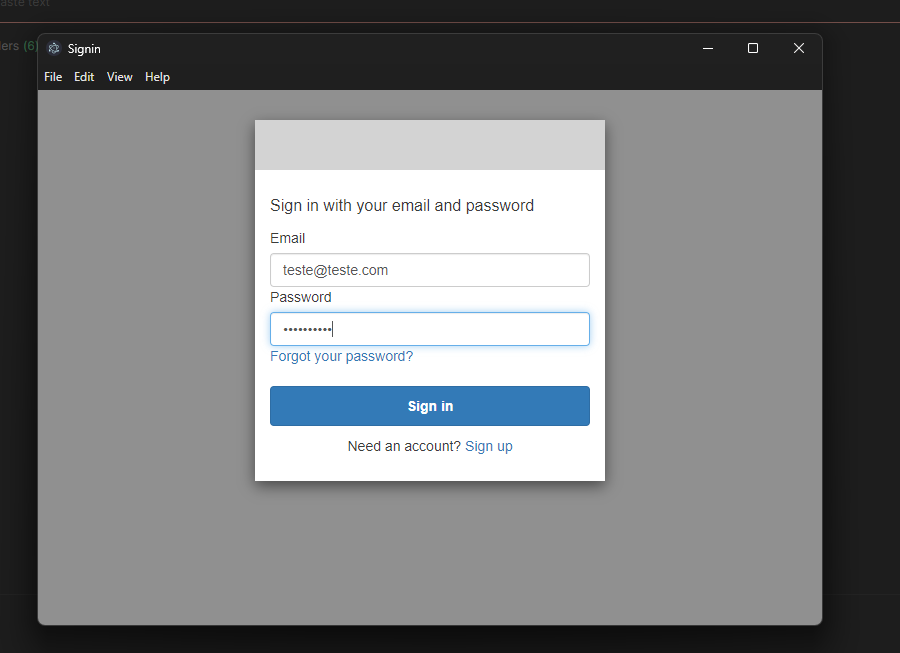 aste text
ders (6)
Signin
File Edit View Help
Sign in with your email and password
Email
teste@teste.com
Password
••••••••••
Forgot your password?
Sign in
Need an account? Sign up